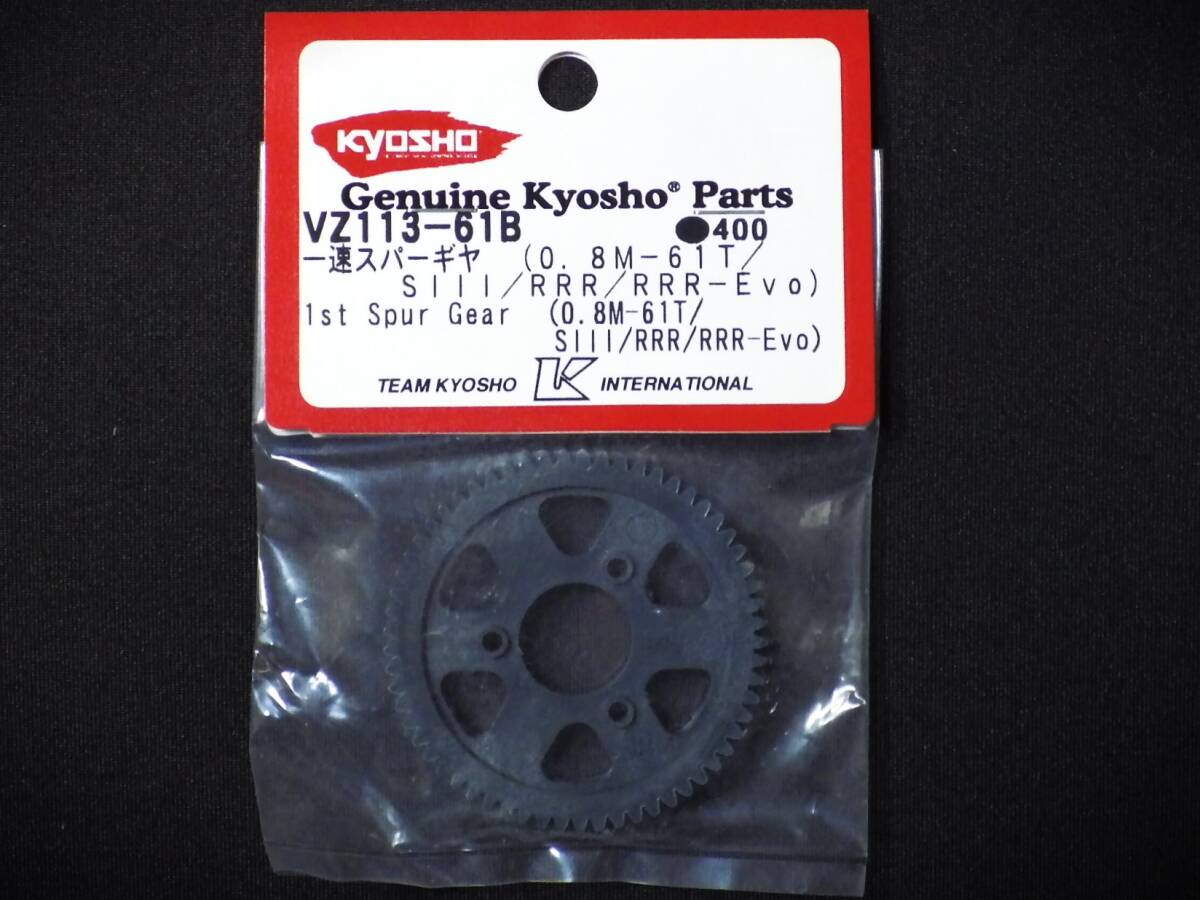 KYOSHO
Genuine Kyosho® Parts
VZ113-61B ●400
一速スパーギヤ (0.8M-61T/
SIII/RRR/RRR-Evo)
1st Spur Gear (0.8M-61T/
SIII/RRR/RRR-Evo)
TEAM KYOSHO K INTERNATIONAL